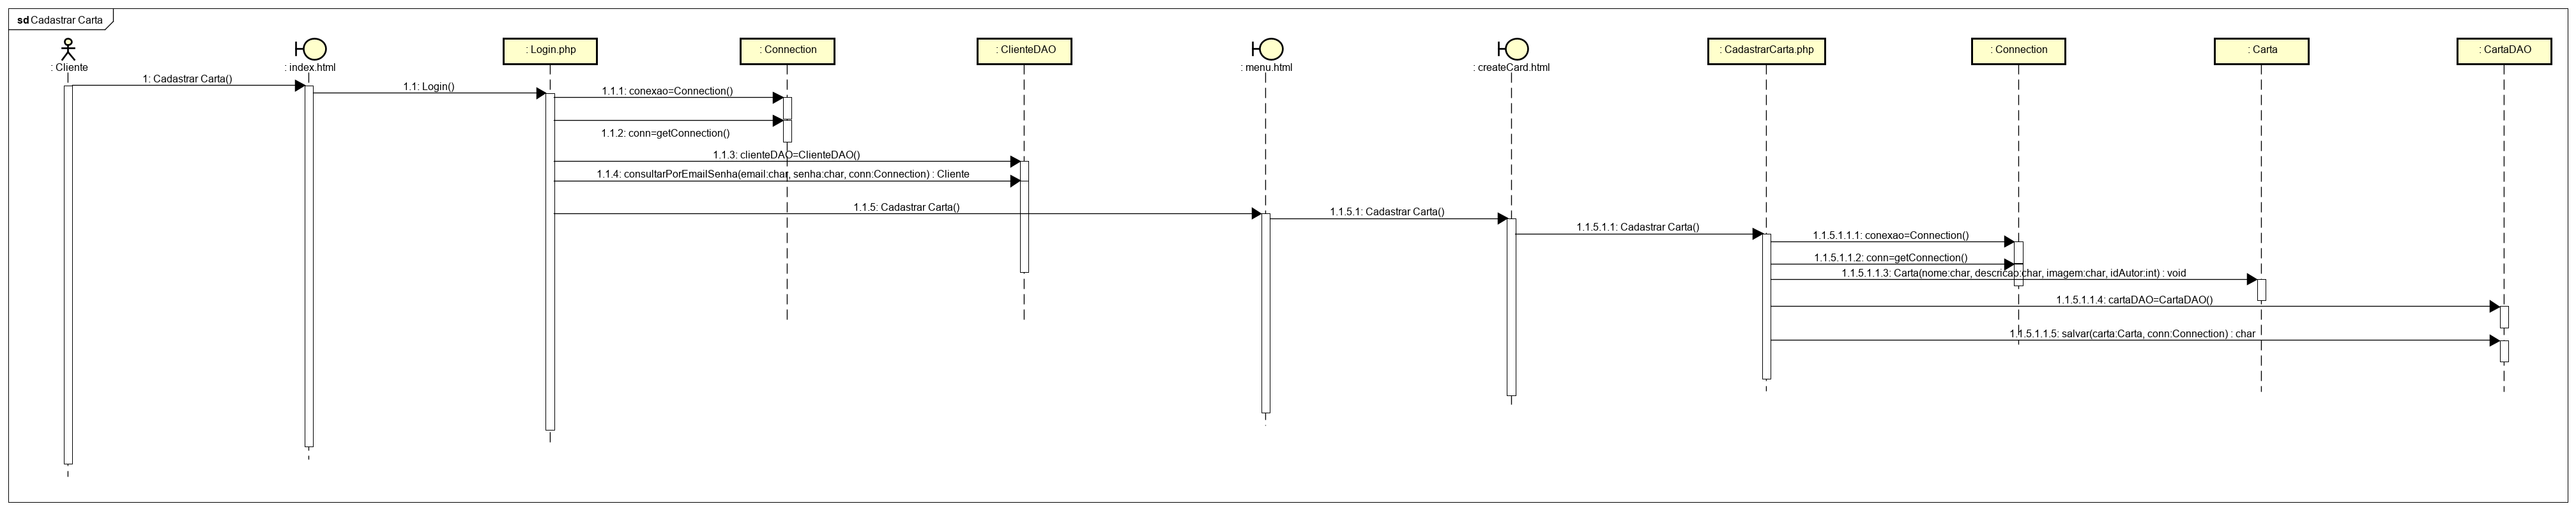 sd Cadastrar Carta
: Cliente
: index.html
: Login.php
: Connection
: ClienteDAO
: menu.html
: createCard.html
: CadastrarCarta.php
: Connection
: Carta
: CartaDAO
1: Cadastrar Carta()
1.1: Login()
1.1.1: conexao=Connection()
1.1.2: conn=getConnection()
1.1.3: clienteDAO=ClienteDAO()
1.1.4: consultarPorEmailSenha(email:char, senha:char, conn:Connection) : Cliente
1.1.5: Cadastrar Carta()
1.1.5.1: Cadastrar Carta()
1.1.5.1.1: Cadastrar Carta()
1.1.5.1.1.1: conexao=Connection()
1.1.5.1.1.2: conn=getConnection()
1.1.5.1.1.3: Carta(nome:char, descricao:char, imagem:char, idAutor:int) : void
1.1.5.1.1.4: cartaDAO=CartaDAO()
1.1.5.1.1.5: salvar(carta:Carta, conn:Connection) : char